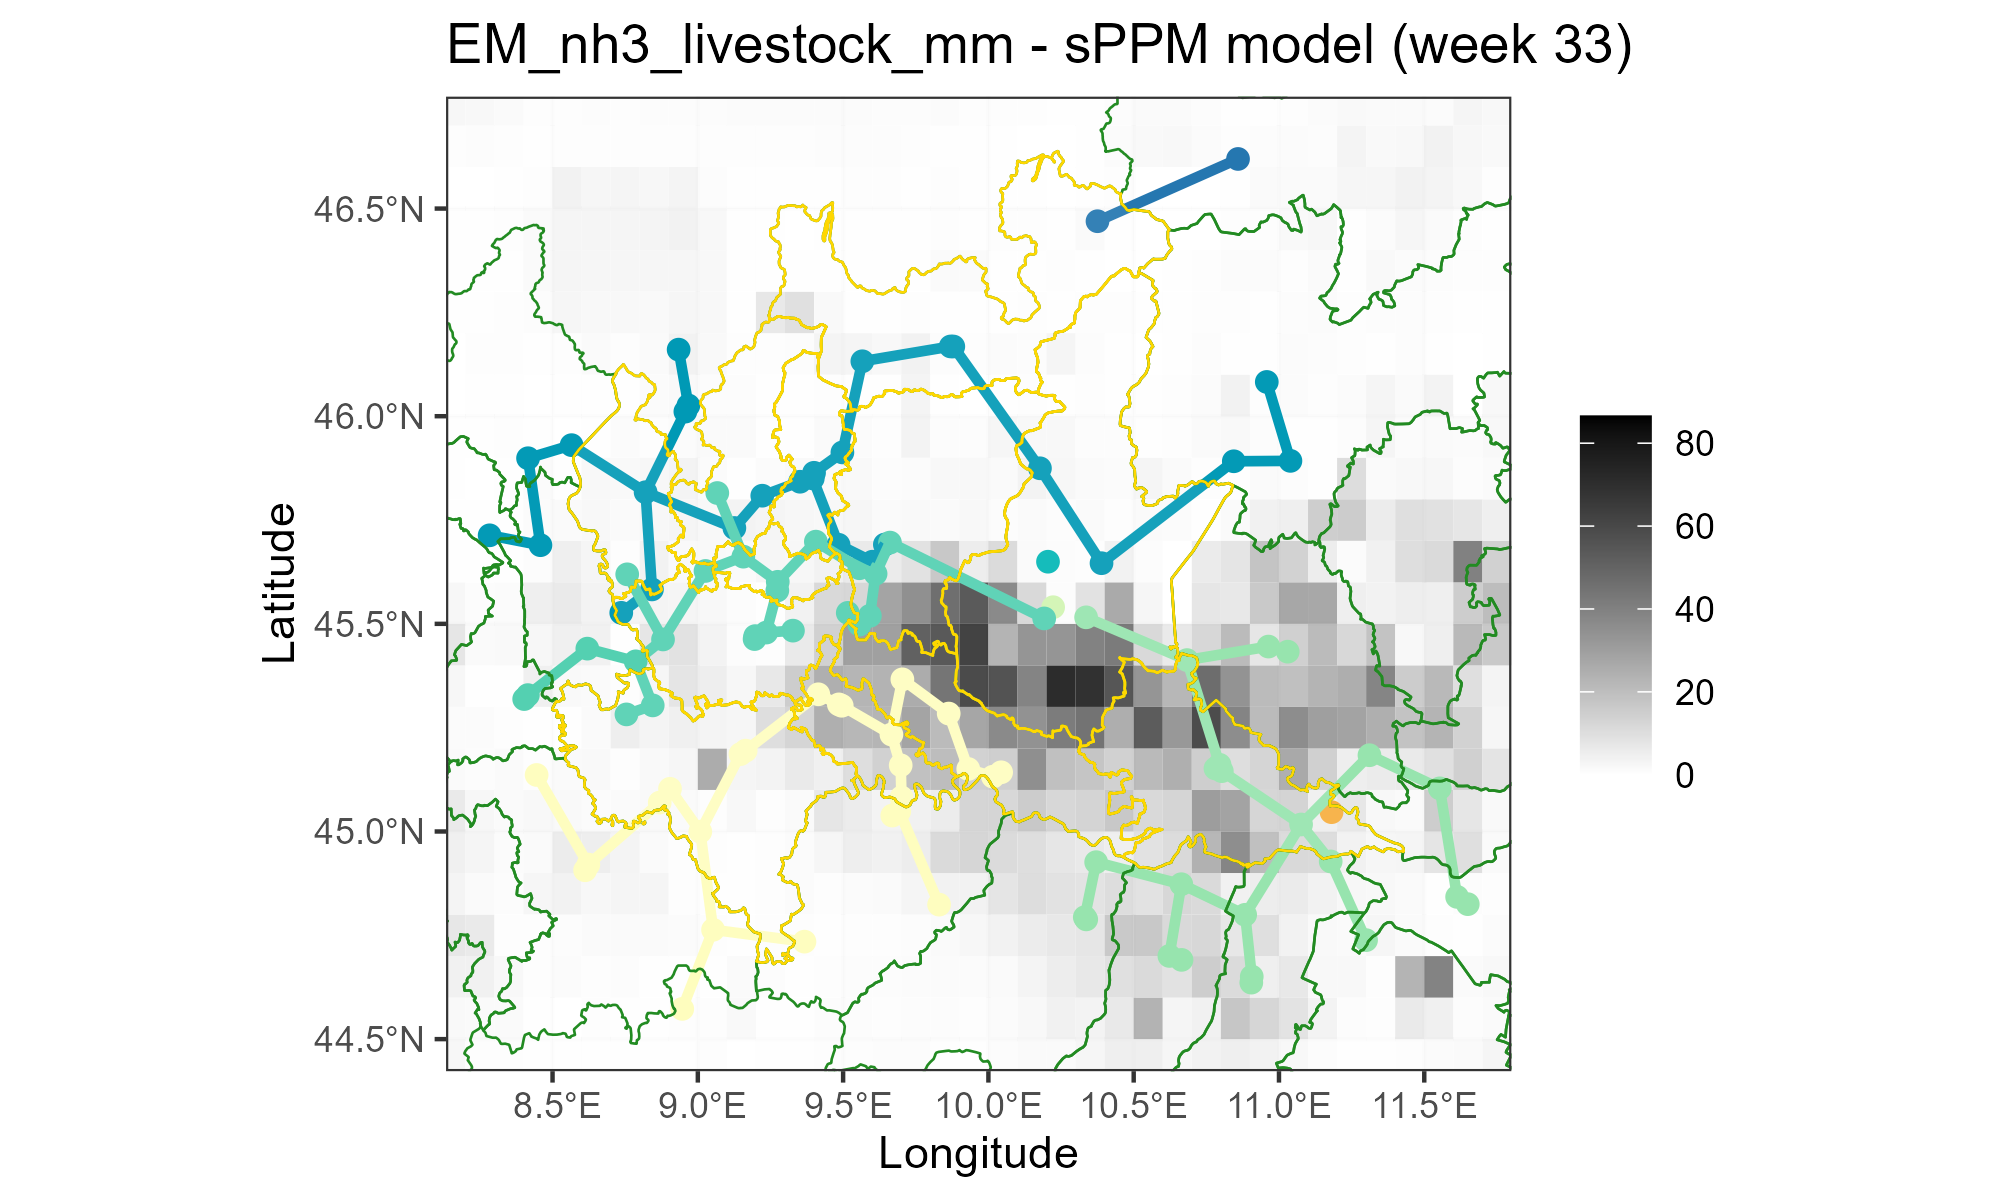 EM_nh3_livestock_mm - sPPM model (week 33)
46.5°N
46.0°N
45.5°N
45.0°N
44.5°N
Latitude
8.5°E
9.0°E
9.5°E
10.0°E
10.5°E
11.0°E
11.5°E
Longitude
80
60
40
20
0